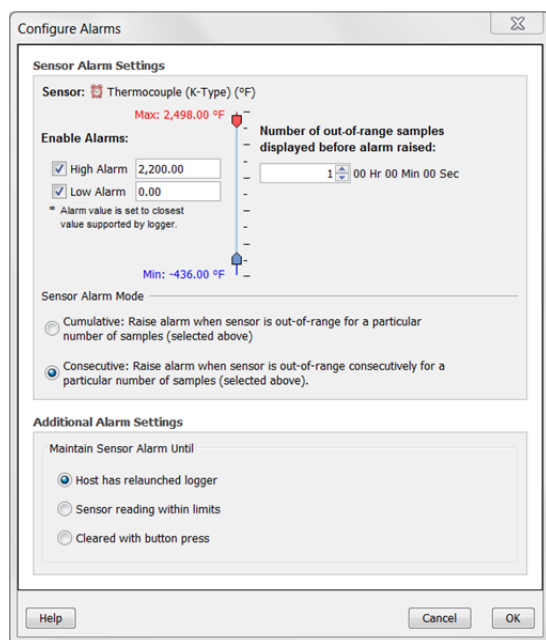 Configure Alarms
Sensor Alarm Settings
Sensor: Thermocouple (K-Type) (°F)
Max: 2,498.00 °F
Enable Alarms:
High Alarm 2,200.00
Low Alarm 0.00
* Alarm value is set to closest
value supported by logger.
Min: -436.00 °F
Number of out-of-range samples
displayed before alarm raised:
1 00 Hr 00 Min 00 Sec
Sensor Alarm Mode
Cumulative: Raise alarm when sensor is out-of-range for a particular
number of samples (selected above)
Consecutive: Raise alarm when sensor is out-of-range consecutively for a
particular number of samples (selected above).
Additional Alarm Settings
Maintain Sensor Alarm Until
Host has relaunched logger
Sensor reading within limits
Cleared with button press
Help
Cancel
OK